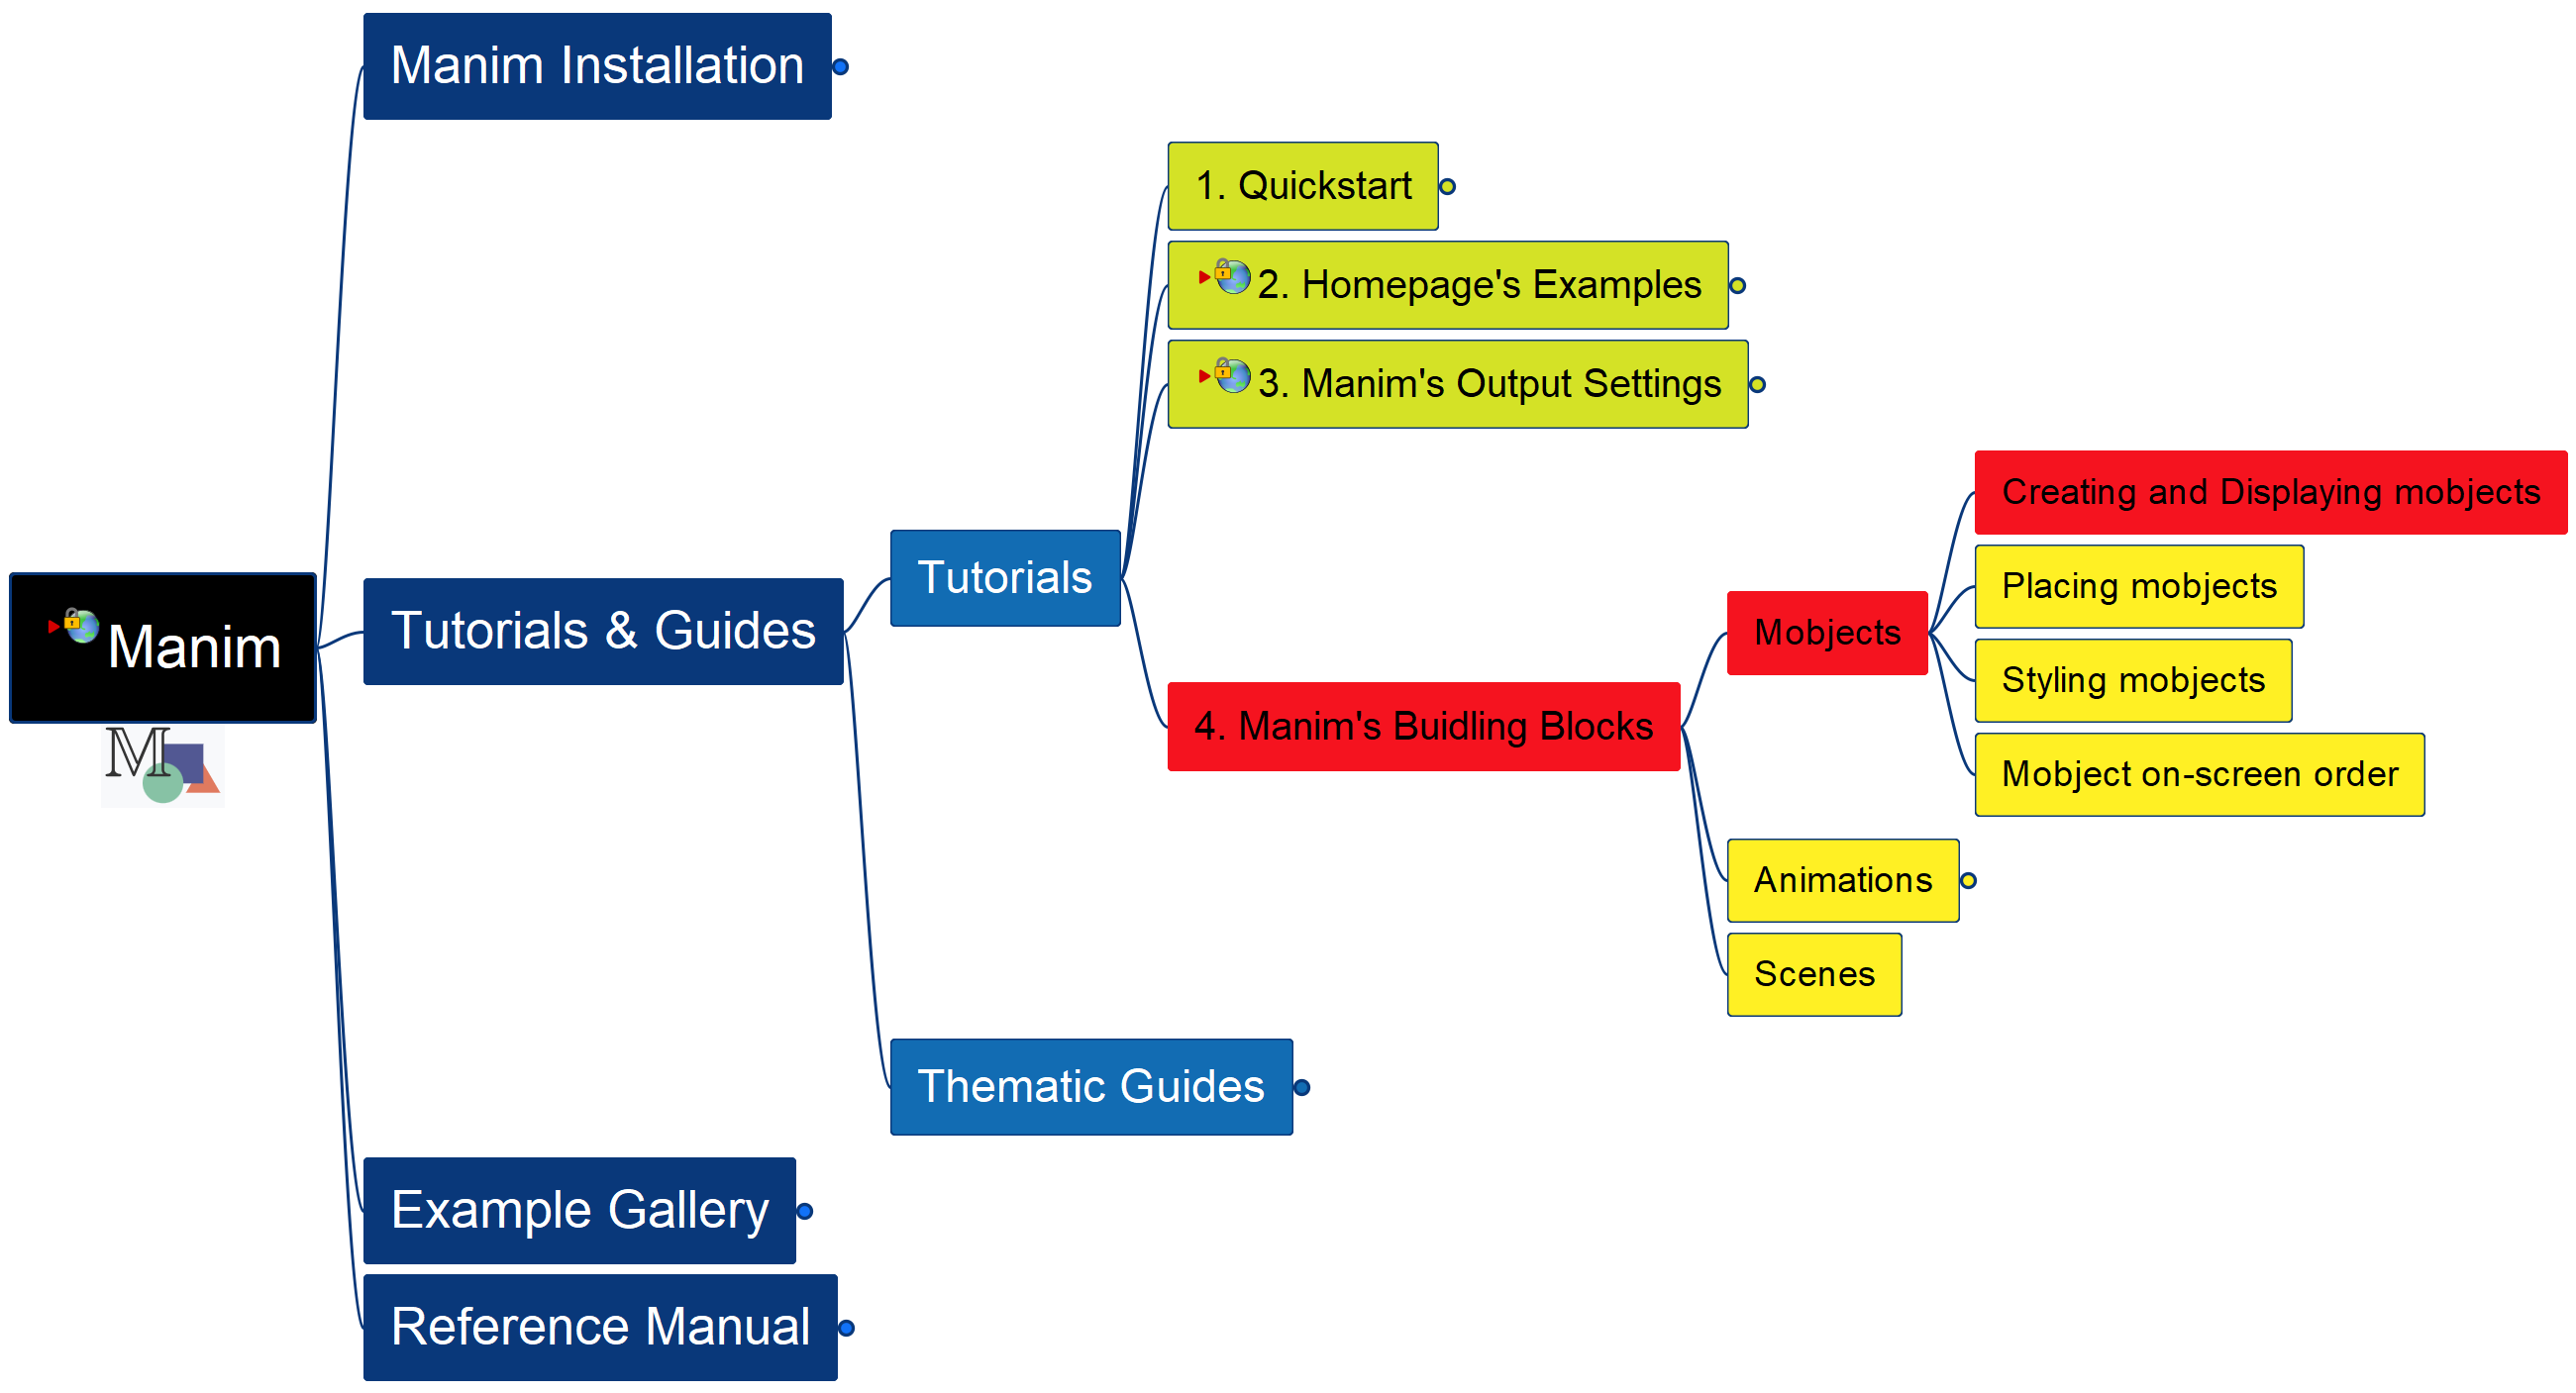 Manim Installation
1. Quickstart
2. Homepage's Examples
3. Manim's Output Settings
Creating and Displaying mobjects
Tutorials
Placing mobjects
Manim
Tutorials & Guides
Mobjects
Styling mobjects
4. Manim's Buidling Blocks
M
Mobject on-screen order
Animations
Scenes
Thematic Guides
Example Gallery
Reference Manual